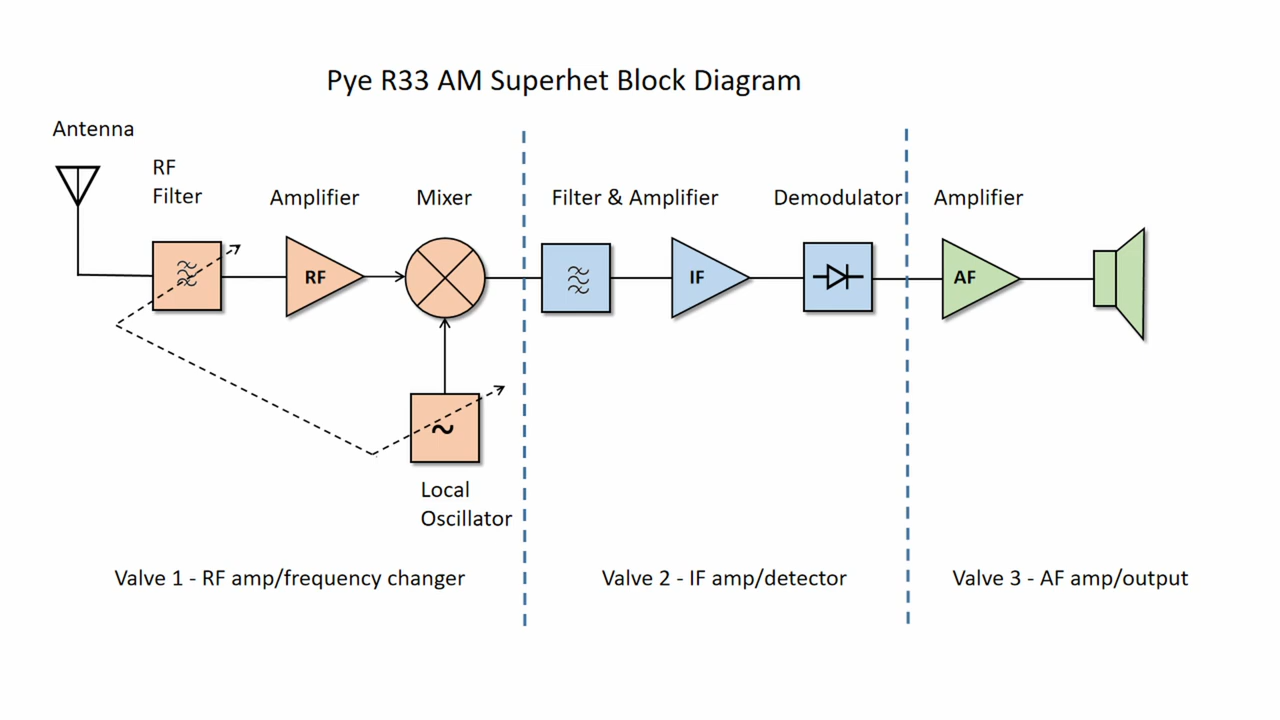 Pye R33 AM Superhet Block Diagram
Antenna
RF
Filter
Amplifier
Mixer
Filter & Amplifier
Demodulator
Amplifier
RF
IF
AF
~
Local
Oscillator
Valve 1 - RF amp/frequency changer
Valve 2 - IF amp/detector
Valve 3 - AF amp/output